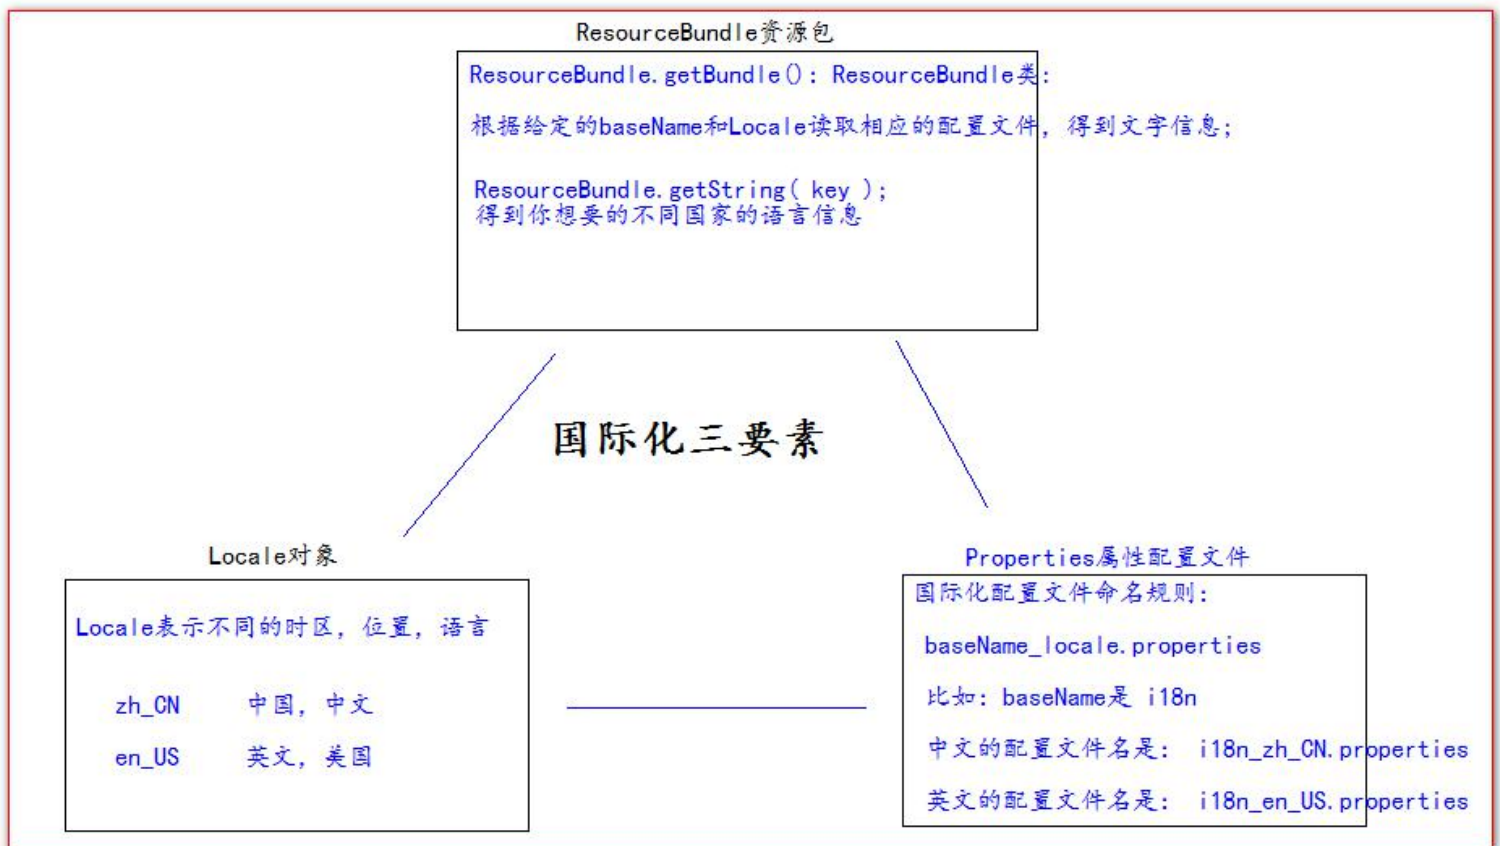 ResourceBundle资源包
ResourceBundle.getBundle(): ResourceBundle类:
根据给定的baseName和Locale读取相应的配置文件, 得到文字信息;
ResourceBundle.getString( key );
得到你想要的不同国家的语言信息
国际化三要素
Locale对象
Locale表示不同的时区, 位置, 语言
zh_CN 中国, 中文
en_US 英文, 美国
Properties属性配置文件
国际化配置文件命名规则:
baseName_locale.properties
比如: baseName是 i18n
中文的配置文件名是: i18n_zh_CN.properties
英文的配置文件名是: i18n_en_US.properties